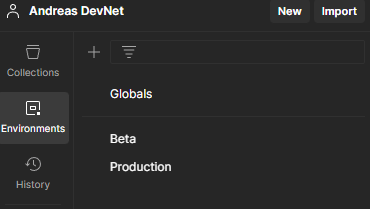 Andreas DevNet
New
Import
Collections
Environments
History
Globals
Beta
Production